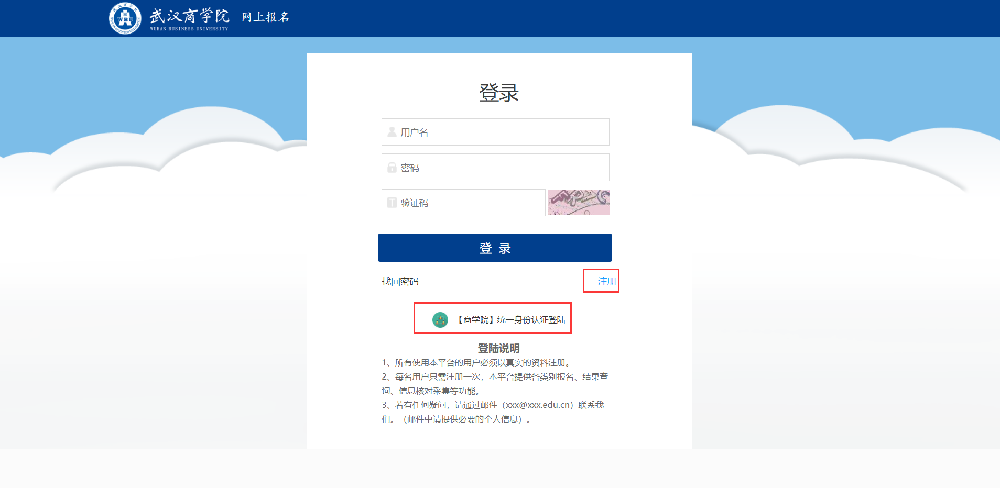 武汉商学院 网上报名
WUHAN BUSINESS UNIVERSITY
WBU
登录
用户名
密码
T 验证码
登 录
找回密码 注册
【商学院】统一身份认证登陆
登陆说明
1、所有使用本平台的用户必须以真实的资料注册。
2、每名用户只需注册一次，本平台提供各类别报名、结果查
询、信息核对采集等功能。
3、若有任何疑问，请通过邮件（xxx@xxx.edu.cn）联系我
们。（邮件中请提供必要的个人信息）。